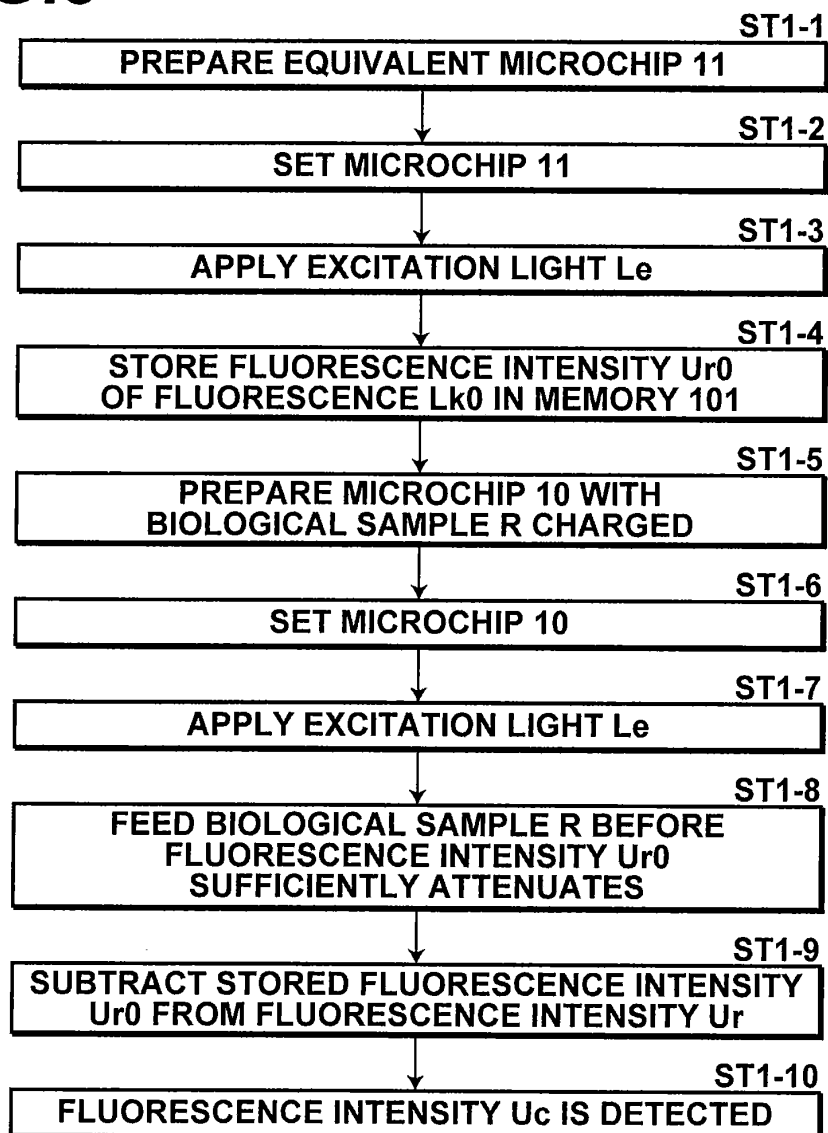 ST1-1
PREPARE EQUIVALENT MICROCHIP 11
ST1-2
SET MICROCHIP 11
ST1-3
APPLY EXCITATION LIGHT Le
ST1-4
STORE FLUORESCENCE INTENSITY Ur0
OF FLUORESCENCE Lk0 IN MEMORY 101
ST1-5
PREPARE MICROCHIP 10 WITH
BIOLOGICAL SAMPLE R CHARGED
ST1-6
SET MICROCHIP 10
ST1-7
APPLY EXCITATION LIGHT Le
ST1-8
FEED BIOLOGICAL SAMPLE R BEFORE
FLUORESCENCE INTENSITY Ur0
SUFFICIENTLY ATTENUATES
ST1-9
SUBTRACT STORED FLUORESCENCE INTENSITY
Ur0 FROM FLUORESCENCE INTENSITY Ur
ST1-10
FLUORESCENCE INTENSITY Uc IS DETECTED